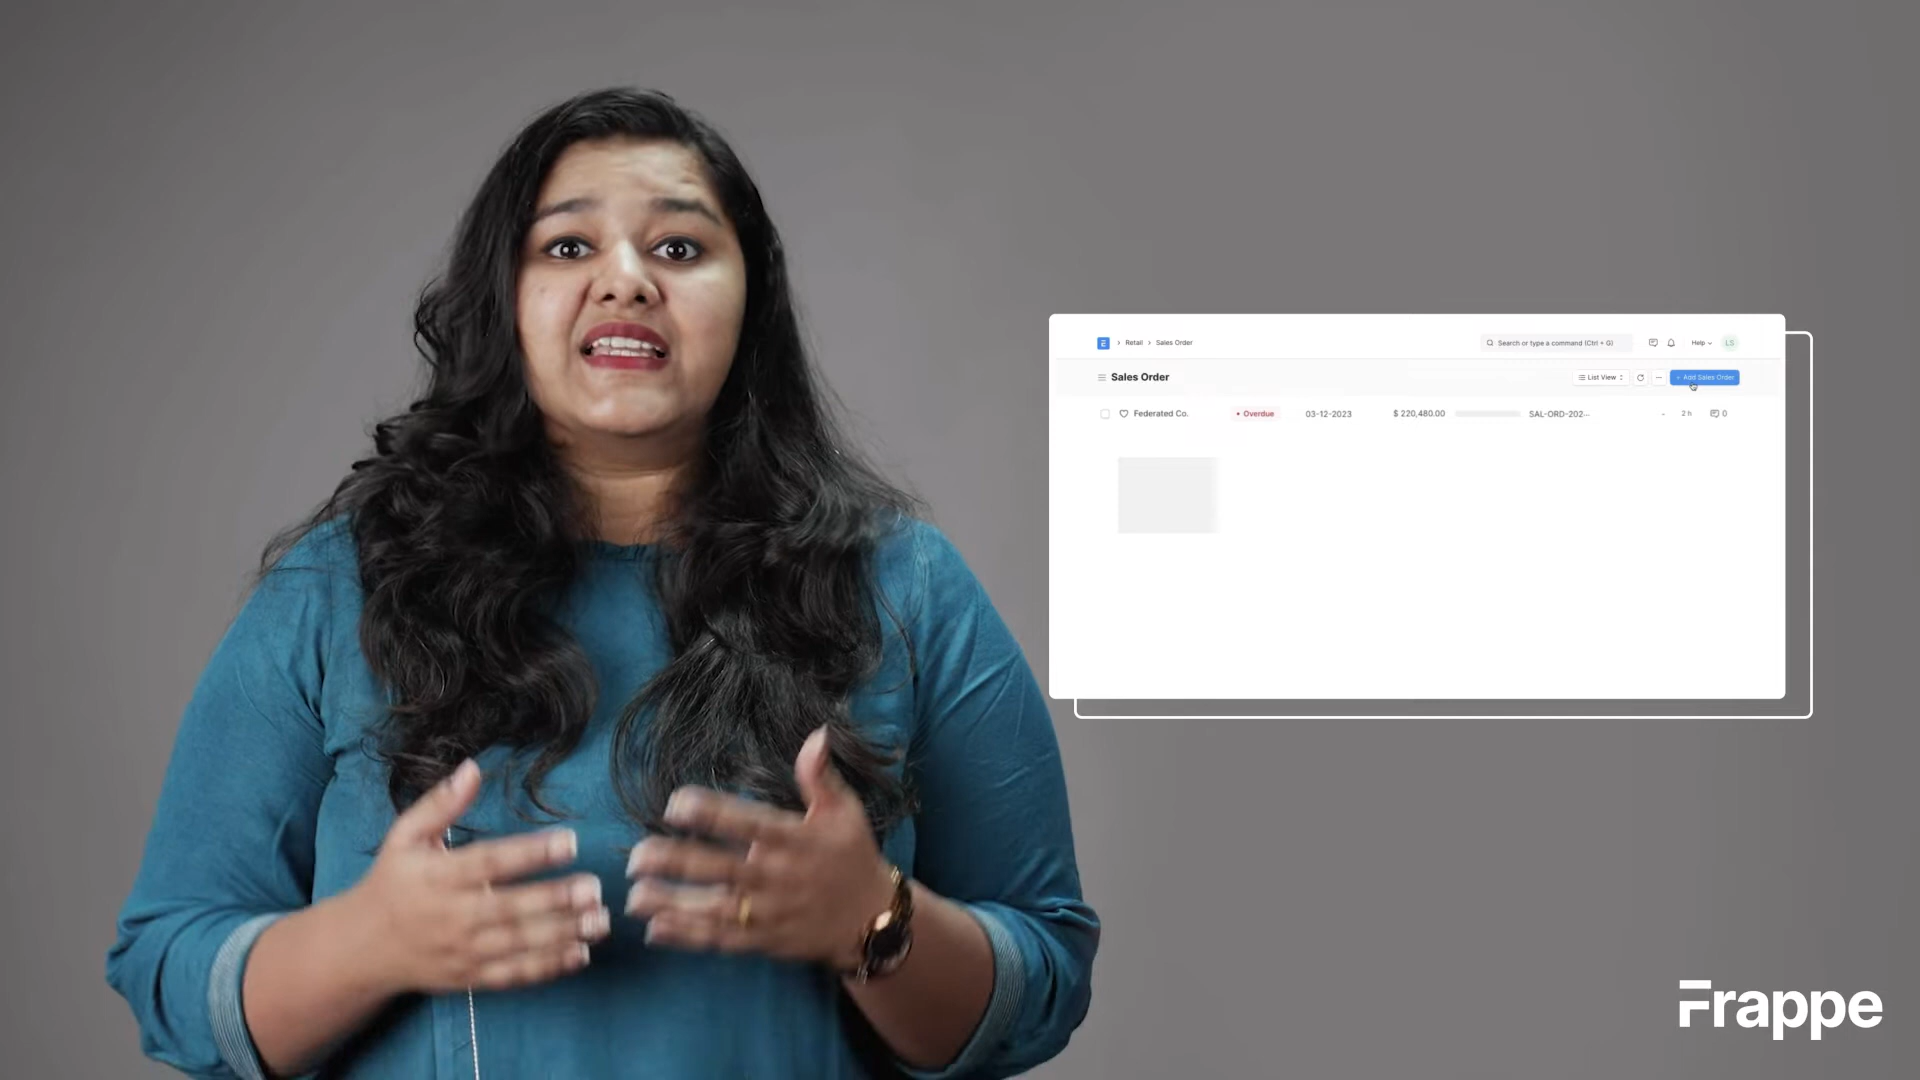 E > Retail > Sales Order
Search or type a command (Ctrl + G)
Help
LS
Sales Order
List View
+ Add Sales Order
Federated Co.
• Overdue
03-12-2023
$ 220,480.00
SAL-ORD-202...
-
2 h
0
Frappe